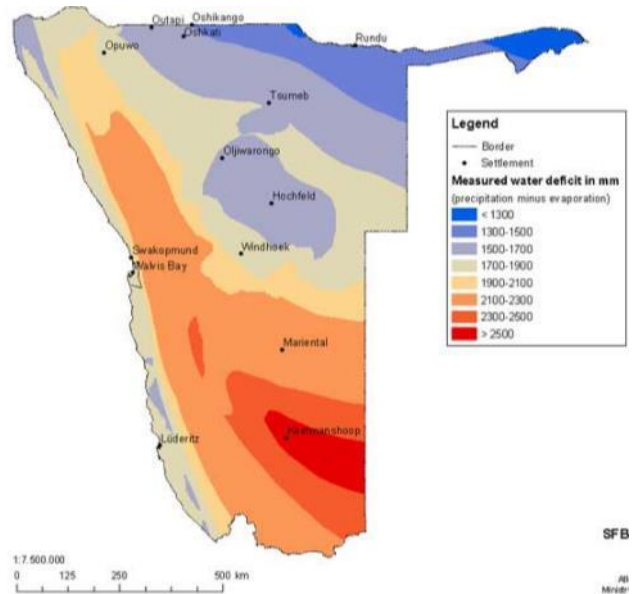 Outapi
Oshikango
Oshkati
Opuwo
Rundu
Tsumeb
Oljiwarongo
Hochfeld
Windhoek
Swakopmund
Walvis Bay
Mariental
Keetmanshoop
Lüderitz
Legend
Border
Settlement
Measured water deficit in mm
(precipitation minus evaporation)
< 1300
1300-1500
1500-1700
1700-1900
1900-2100
2100-2300
2300-2500
> 2500
SFB
1:7.500.000
0 125 250 500 km